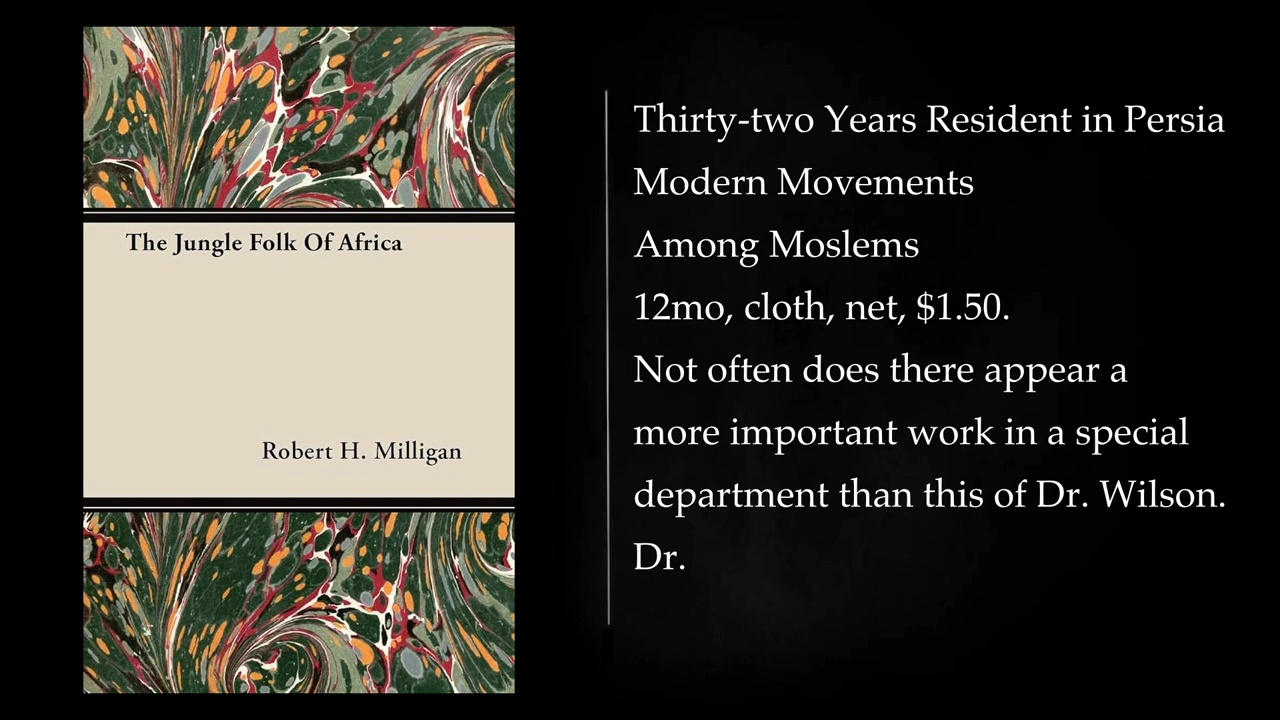 The Jungle Folk Of Africa
Robert H. Milligan
Thirty-two Years Resident in Persia
Modern Movements
Among Moslems
12mo, cloth, net, $1.50.
Not often does there appear a
more important work in a special
department than this of Dr. Wilson.
Dr.